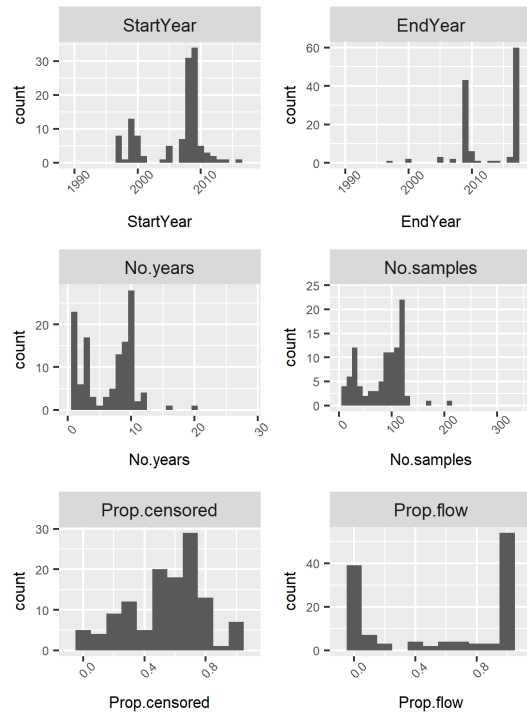 StartYear
EndYear
count
30
20
10
0
1990
2000
2010
StartYear
count
60
40
20
0
1990
2000
2010
EndYear
No.years
No.samples
count
20
10
0
0
10
20
30
No.years
count
25
20
15
10
5
0
0
100
200
300
No.samples
Prop.censored
Prop.flow
count
30
20
10
0
0.0
0.4
0.8
Prop.censored
count
40
20
0
0.0
0.4
0.8
Prop.flow